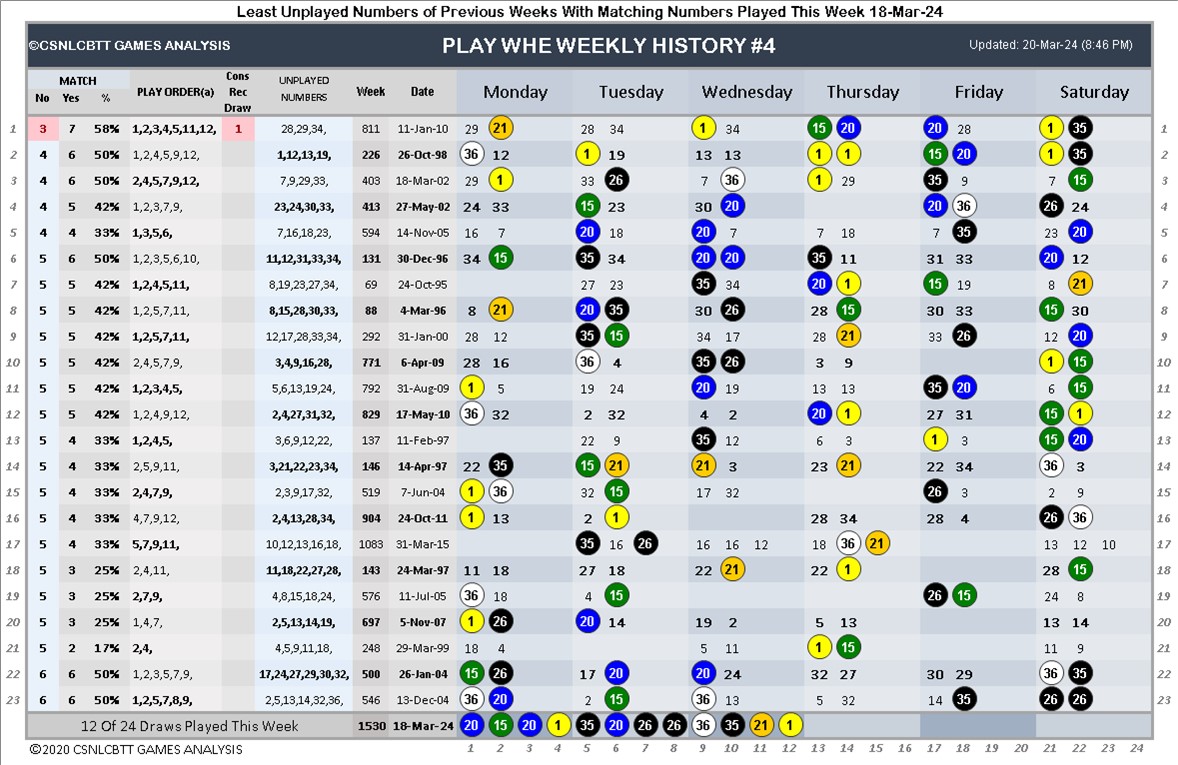 Least Unplayed Numbers of Previous Weeks With Matching Numbers Played This Week 18-Mar-24
©CSNLCBTT GAMES ANALYSIS PLAY WHE WEEKLY HISTORY #4 Updated: 20-Mar-24 (8:46 PM)
MATCH No Yes % PLAY ORDER(a) Cons Rec Draw UNPLAYED NUMBERS Week Date Monday Tuesday Wednesday Thursday Friday Saturday
1 3 7 58% 1,2,3,4,5,11,12, 1 28,29,34, 811 11-Jan-10 29 21 28 34 1 34 15 20 20 28 1 35 1
2 4 6 50% 1,2,4,5,9,12, 1,12,13,19, 226 26-Oct-98 36 12 1 19 13 13 1 1 15 20 1 35 2
3 4 6 50% 2,4,5,7,9,12, 7,9,29,33, 403 18-Mar-02 29 1 33 26 7 36 1 29 35 9 7 15 3
4 4 5 42% 1,2,3,7,9, 23,24,30,33, 413 27-May-02 24 33 15 23 30 20 20 36 26 24 4
5 4 4 33% 1,3,5,6, 7,16,18,23, 594 14-Nov-05 16 7 20 18 20 7 7 18 7 35 23 20 5
6 5 6 50% 1,2,3,5,6,10, 11,12,31,33,34, 131 30-Dec-96 34 15 35 34 20 20 35 11 31 33 20 12 6
7 5 5 42% 1,2,4,5,11, 8,19,23,27,34, 69 24-Oct-95 27 23 35 34 20 1 15 19 8 21 7
8 5 5 42% 1,2,5,7,11, 8,15,28,30,33, 88 4-Mar-96 8 21 20 35 30 26 28 15 30 33 15 30 8
9 5 5 42% 1,2,5,7,11, 12,17,28,33,34, 292 31-Jan-00 28 12 35 15 34 17 28 21 33 26 12 20 9
10 5 5 42% 2,4,5,7,9, 3,4,9,16,28, 771 6-Apr-09 28 16 36 4 35 26 3 9 1 15 10
11 5 5 42% 1,2,3,4,5, 5,6,13,19,24, 792 31-Aug-09 1 5 19 24 20 19 13 13 35 20 6 15 11
12 5 5 42% 1,2,4,9,12, 2,4,27,31,32, 829 17-May-10 36 32 2 32 4 2 20 1 27 31 15 1 12
13 5 4 33% 1,2,4,5, 3,6,9,12,22, 137 11-Feb-97 22 9 35 12 6 3 1 3 15 20 13
14 5 4 33% 2,5,9,11, 3,21,22,23,34, 146 14-Apr-97 22 35 15 21 21 3 23 21 22 34 36 3 14
15 5 4 33% 2,4,7,9, 2,3,9,17,32, 519 7-Jun-04 1 36 32 15 17 32 26 3 2 9 15
16 5 4 33% 4,7,9,12, 2,4,13,28,34, 904 24-Oct-11 1 13 2 1 28 34 28 4 26 36 16
17 5 4 33% 5,7,9,11, 10,12,13,16,18, 1083 31-Mar-15 35 16 26 16 16 12 18 36 21 13 12 10 17
18 5 3 25% 2,4,11, 11,18,22,27,28, 143 24-Mar-97 11 18 27 18 22 21 22 1 28 15 18
19 5 3 25% 2,7,9, 4,8,15,18,24, 576 11-Jul-05 36 18 4 15 26 15 24 8 19
20 5 3 25% 1,4,7, 2,5,13,14,19, 697 5-Nov-07 1 26 20 14 19 2 5 13 13 14 20
21 5 2 17% 2,4, 4,5,9,11,18, 248 29-Mar-99 18 4 5 11 1 15 11 9 21
22 6 6 50% 1,2,3,5,7,9, 17,24,27,29,30,32, 500 26-Jan-04 15 26 17 20 20 24 32 27 30 29 36 35 22
23 6 6 50% 1,2,5,7,8,9, 2,5,13,14,32,36, 546 13-Dec-04 36 20 2 15 36 13 5 32 14 35 26 26 23
12 Of 24 Draws Played This Week 1530 18-Mar-24 20 15 20 1 35 20 26 26 36 35 21 1
©2020 CSNLCBTT GAMES ANALYSIS 1 2 3 4 5 6 7 8 9 10 11 12 13 14 15 16 17 18 19 20 21 22 23 24